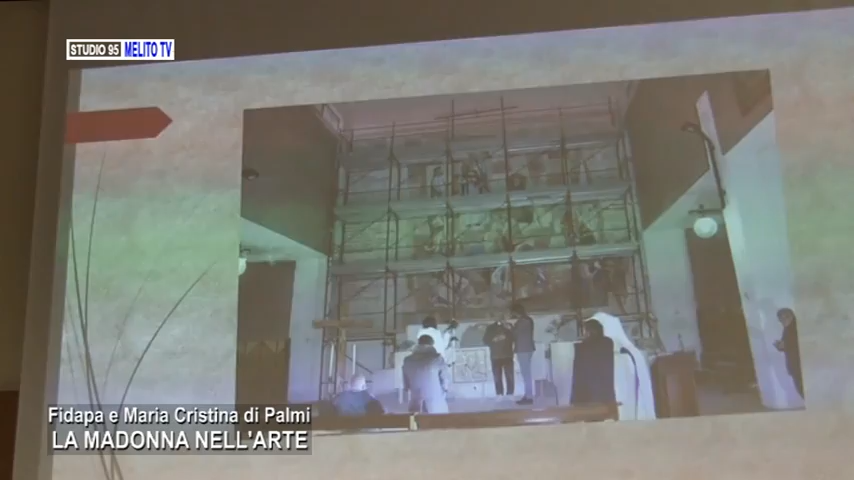 STUDIO 95 MELITO TV
Fidapa e Maria Cristina di Palmi
LA MADONNA NELL'ARTE